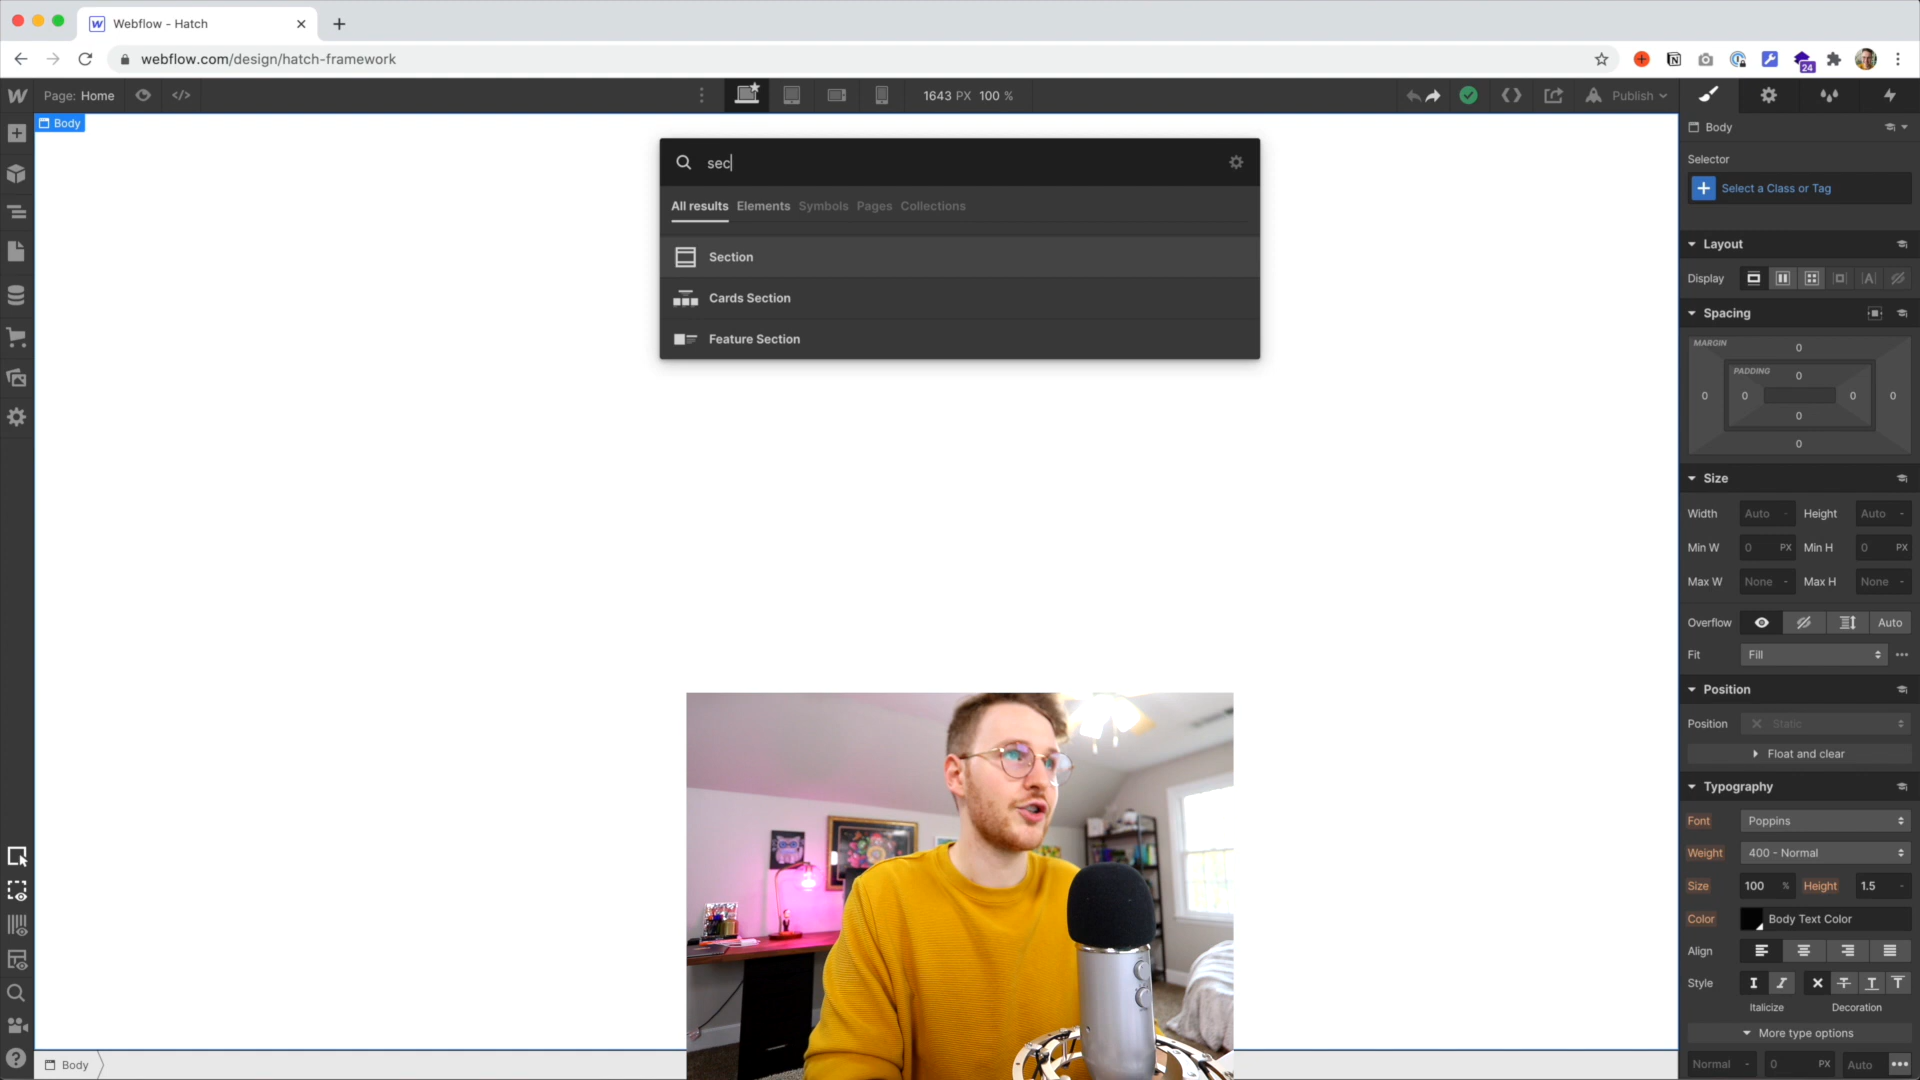 Webflow - Hatch
webflow.com/design/hatch-framework
24
Page: Home
1643 PX 100 %
Publish
Body
sec
All results Elements Symbols Pages Collections
Section
Cards Section
Feature Section
Body
Selector
Select a Class or Tag
Layout
Display
Spacing
MARGIN
0
PADDING
0
0 0 0 0
0
0
Size
Width Auto - Height Auto -
Min W 0 PX Min H 0 PX
Max W None - Max H None -
Overflow Auto
Fit Fill
Position
Position Static
Float and clear
Typography
Font Poppins
Weight 400 - Normal
Size 100 % Height 1.5 -
Color Body Text Color
Align
Style
Italicize Decoration
More type options
Normal - 0 PX Auto
Body